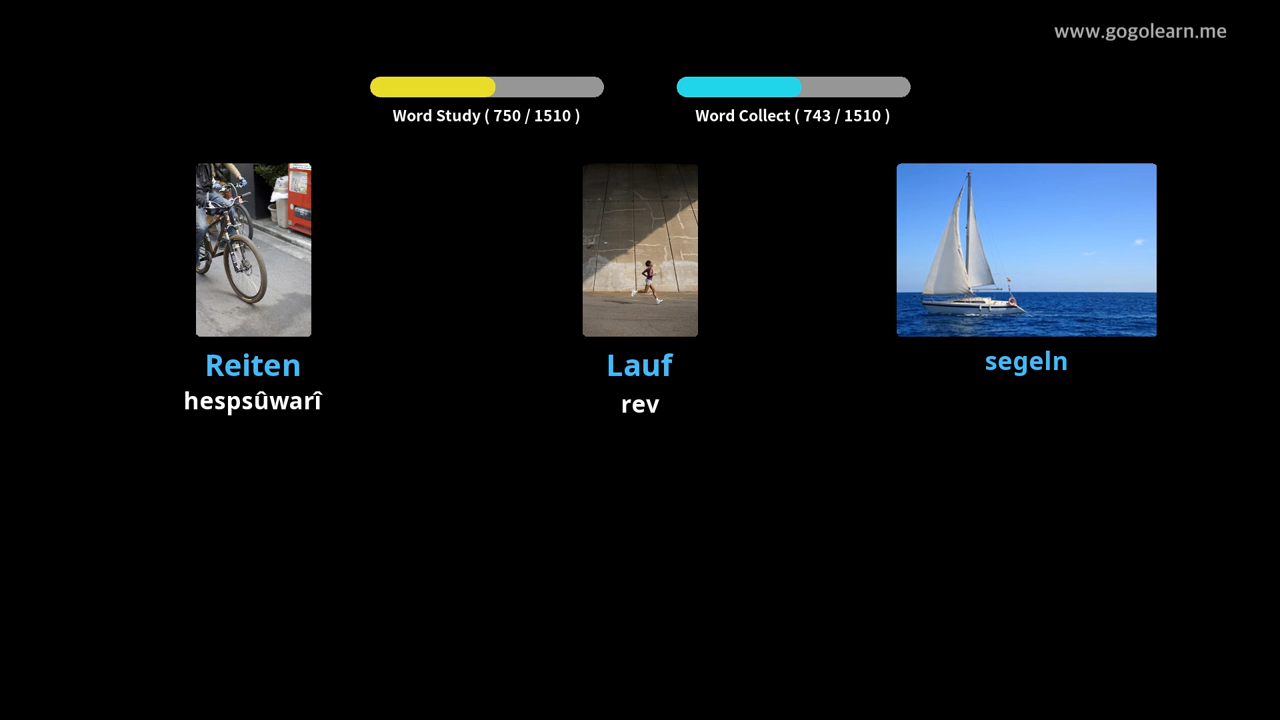 www.gogolearn.me
Word Study ( 750 / 1510 )
Word Collect ( 743 / 1510 )
Reiten
hespsûwarî
Lauf
rev
segeln